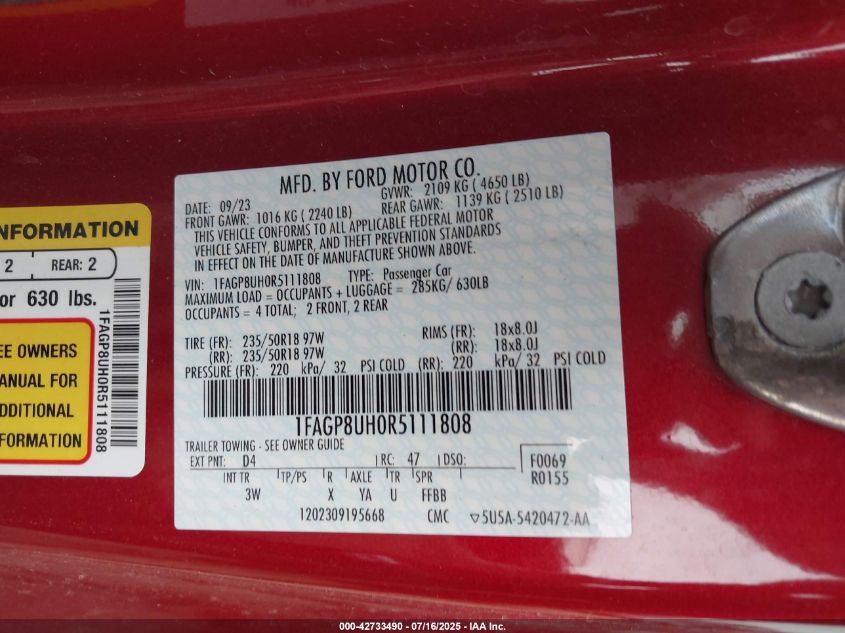 NFORMATION
2 REAR: 2
or 630 lbs.
EE OWNERS
ANUAL FOR
DDITIONAL
FORMATION
1FAGP8UH0R5111808
MFD. BY FORD MOTOR CO.
DATE: 09/23 GVWR: 2109 KG ( 4650 LB)
FRONT GAWR: 1016 KG ( 2240 LB) REAR GAWR: 1139 KG ( 2510 LB)
THIS VEHICLE CONFORMS TO ALL APPLICABLE FEDERAL MOTOR
VEHICLE SAFETY, BUMPER, AND THEFT PREVENTION STANDARDS
IN EFFECT ON THE DATE OF MANUFACTURE SHOWN ABOVE.
VIN: 1FAGP8UH0R5111808 TYPE: Passenger Car
MAXIMUM LOAD = OCCUPANTS + LUGGAGE = 285KG/ 630LB
OCCUPANTS = 4 TOTAL; 2 FRONT, 2 REAR
TIRE (FR): 235/50R18 97W RIMS (FR): 18x8.0J
(RR): 235/50R18 97W (RR): 18x8.0J
PRESSURE (FR): 220 kPa/ 32 PSI COLD (RR): 220 kPa/ 32 PSI COLD
1FAGP8UH0R5111808
TRAILER TOWING - SEE OWNER GUIDE
EXT PNT: D4 RC: 47 DSO: F0069
R0155
INT TR TP/PS R AXLE TR SPR
3W X YA U FFBB
1202309195668 CMC ▽5U5A-5420472-AA
000-42733490 - 07/16/2025 - IAA Inc.